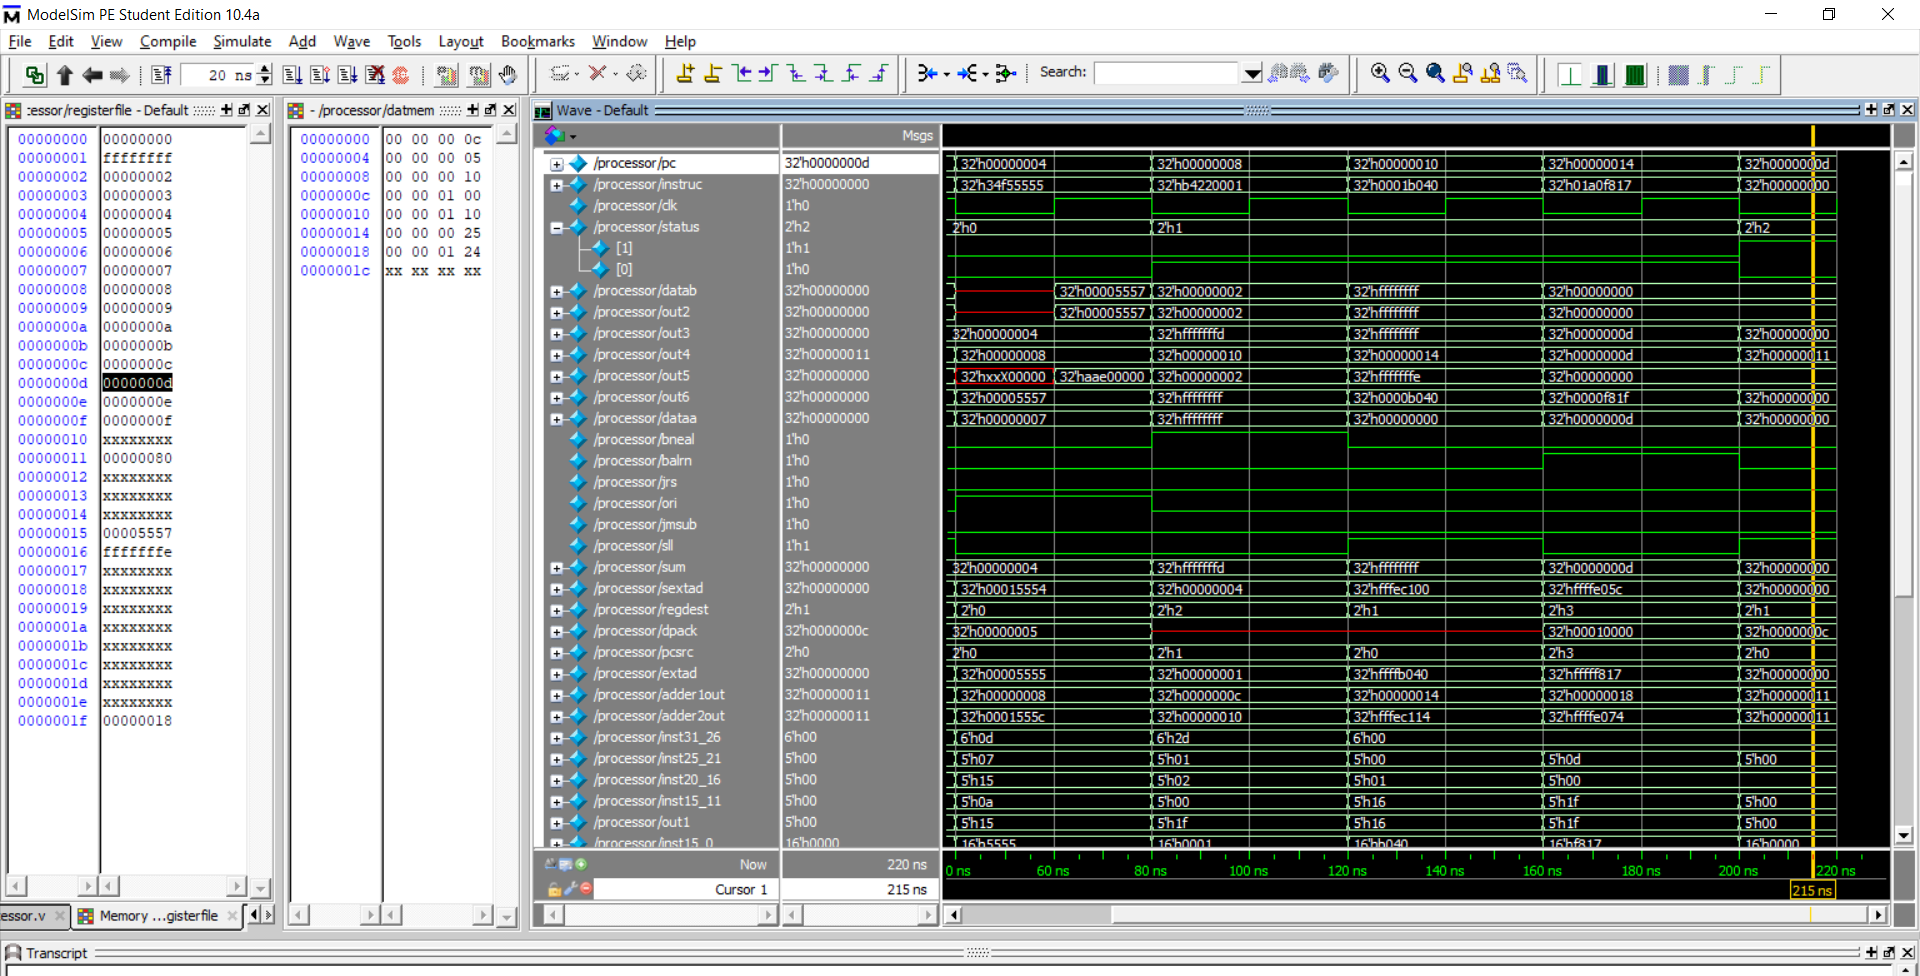 ModelSim PE Student Edition 10.4a
File Edit View Compile Simulate Add Wave Tools Layout Bookmarks Window Help
20 ns
Search:
:essor/registerfile - Default
- /processor/datmem
Wave - Default
00000000 00000000
00000001 ffffffff
00000002 00000002
00000003 00000003
00000004 00000004
00000005 00000005
00000006 00000006
00000007 00000007
00000008 00000008
00000009 00000009
0000000a 0000000a
0000000b 0000000b
0000000c 0000000c
0000000d 0000000d
0000000e 0000000e
0000000f 0000000f
00000010 xxxxxxxx
00000011 00000080
00000012 xxxxxxxx
00000013 xxxxxxxx
00000014 xxxxxxxx
00000015 00005557
00000016 fffffffe
00000017 xxxxxxxx
00000018 xxxxxxxx
00000019 xxxxxxxx
0000001a xxxxxxxx
0000001b xxxxxxxx
0000001c xxxxxxxx
0000001d xxxxxxxx
0000001e xxxxxxxx
0000001f 00000018
00000000 00 00 00 0c
00000004 00 00 00 05
00000008 00 00 00 10
0000000c 00 00 01 00
00000010 00 00 01 10
00000014 00 00 00 25
00000018 00 00 01 24
0000001c xx xx xx xx
Msgs
/processor/pc 32'h0000000d 32'h00000004 32'h00000008 32'h00000010 32'h00000014 32'h0000000d
/processor/instruc 32'h00000000 32'h34f55555 32'hb4220001 32'h0001b040 32'h01a0f817 32'h00000000
/processor/clk 1'h0
/processor/status 2'h2 2'h0 2'h1 2'h2
[1] 1'h1
[0] 1'h0
/processor/datab 32'h00000000 32'h00005557 32'h00000002 32'hffffffff 32'h00000000
/processor/out2 32'h00000000 32'h00005557 32'h00000002 32'hffffffff 32'h00000000
/processor/out3 32'h00000000 32'h00000004 32'hfffffffd 32'hffffffff 32'h0000000d 32'h00000000
/processor/out4 32'h00000011 32'h00000008 32'h00000010 32'h00000014 32'h0000000d 32'h00000011
/processor/out5 32'h00000000 32'hxxX00000 32'haae00000 32'h00000002 32'hfffffffe 32'h00000000
/processor/out6 32'h00000000 32'h00005557 32'hffffffff 32'h0000b040 32'h0000f81f 32'h00000000
/processor/dataa 32'h00000000 32'h00000007 32'hffffffff 32'h00000000 32'h0000000d 32'h00000000
/processor/bneal 1'h0
/processor/balrn 1'h0
/processor/jrs 1'h0
/processor/ori 1'h0
/processor/jmsub 1'h0
/processor/sll 1'h1
/processor/sum 32'h00000000 32'h00000004 32'hfffffffd 32'hffffffff 32'h0000000d 32'h00000000
/processor/sextad 32'h00000000 32'h00015554 32'h00000004 32'hfffec100 32'hffffe05c 32'h00000000
/processor/regdest 2'h1 2'h0 2'h2 2'h1 2'h3 2'h1
/processor/dpack 32'h0000000c 32'h00000005 32'h00010000 32'h0000000c
/processor/pcsrc 2'h0 2'h0 2'h1 2'h0 2'h3 2'h0
/processor/extad 32'h00000000 32'h00005555 32'h00000001 32'hffffb040 32'hfffff817 32'h00000000
/processor/adder1out 32'h00000011 32'h00000008 32'h0000000c 32'h00000014 32'h00000018 32'h00000011
/processor/adder2out 32'h00000011 32'h0001555c 32'h00000010 32'hfffec114 32'hffffe074 32'h00000011
/processor/inst31_26 6'h00 6'h0d 6'h2d 6'h00
/processor/inst25_21 5'h00 5'h07 5'h01 5'h00 5'h0d 5'h00
/processor/inst20_16 5'h00 5'h15 5'h02 5'h01 5'h00
/processor/inst15_11 5'h00 5'h0a 5'h00 5'h16 5'h1f 5'h00
/processor/out1 5'h00 5'h15 5'h1f 5'h16 5'h1f 5'h00
/processor/inst15_0 16'h0000 16'h5555 16'h0001 16'hb040 16'hf817 16'h0000
Now 220 ns
0 ns 60 ns 80 ns 100 ns 120 ns 140 ns 160 ns 180 ns 200 ns 220 ns
Cursor 1 215 ns
215 ns
essor.v
Memory ...gisterfile
Transcript